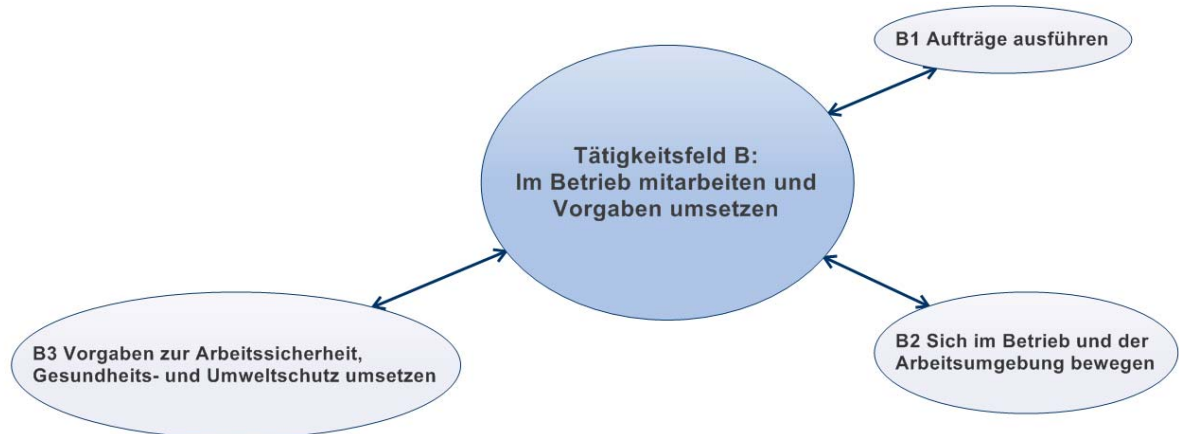 B1 Aufträge ausführen
Tätigkeitsfeld B:
Im Betrieb mitarbeiten und
Vorgaben umsetzen
B2 Sich im Betrieb und der
Arbeitsumgebung bewegen
B3 Vorgaben zur Arbeitssicherheit,
Gesundheits- und Umweltschutz umsetzen